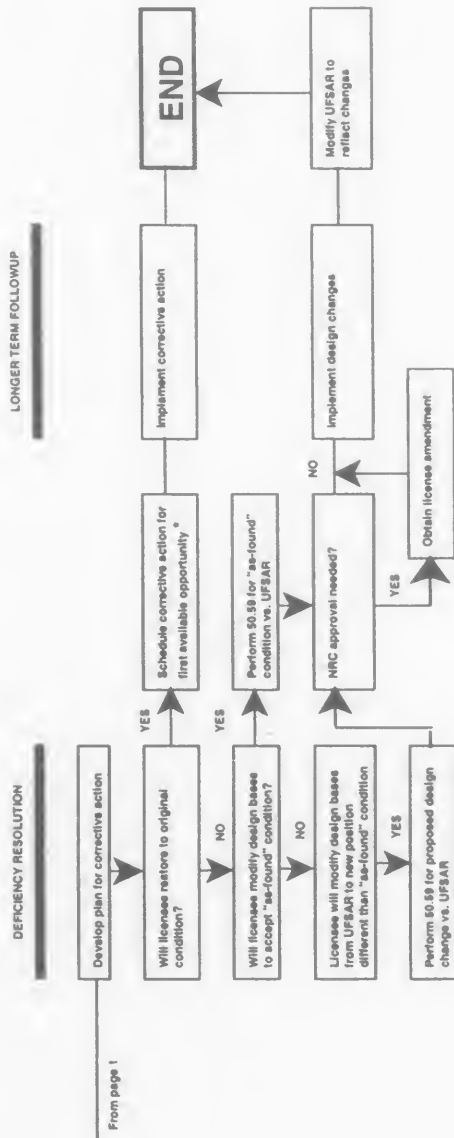 DEFICIENCY RESOLUTION
LONGER TERM FOLLOWUP
From page 1
Develop plan for corrective action
Will licensee restore to original
condition?
YES
Schedule corrective action for
first available opportunity *
Implement corrective action
END
NO
Will licensee modify design bases
to accept "as-found" condition?
YES
Perform 50.59 for "as-found"
condition vs. UFSAR
NO
Licensee will modify design bases
from UFSAR to new position
different than "as-found" condition
NRC approval needed?
NO
Implement design changes
Modify UFSAR to
reflect changes
YES
YES
Perform 50.59 for proposed design
change vs. UFSAR
Obtain license amendment